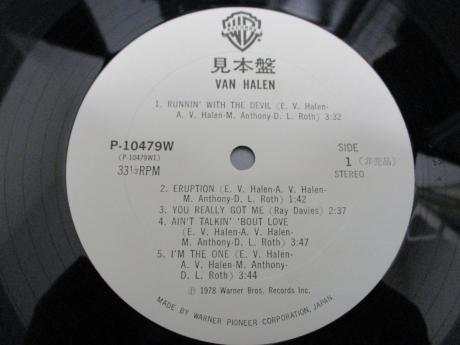 見本盤
VAN HALEN
1. RUNNIN' WITH THE DEVIL (E. V. Halen-
A. V. Halen-M. Anthony-D. L. Roth) 3:32
P-10479W
(P-10479W1)
33⅓RPM
SIDE
1 (非売品)
STEREO
2. ERUPTION (E. V. Halen-A. V. Halen-
M. Anthony-D. L. Roth) 1:42
3. YOU REALLY GOT ME (Ray Davies) 2:37
4. AIN'T TALKIN' 'BOUT LOVE
(E. V. Halen-A. V. Halen-
M. Anthony-D. L. Roth) 3:47
5. I'M THE ONE (E. V. Halen-
A. V. Halen-M. Anthony-
D. L. Roth) 3:44
℗ 1978 Warner Bros. Records Inc.
MADE BY WARNER PIONEER CORPORATION, JAPAN.